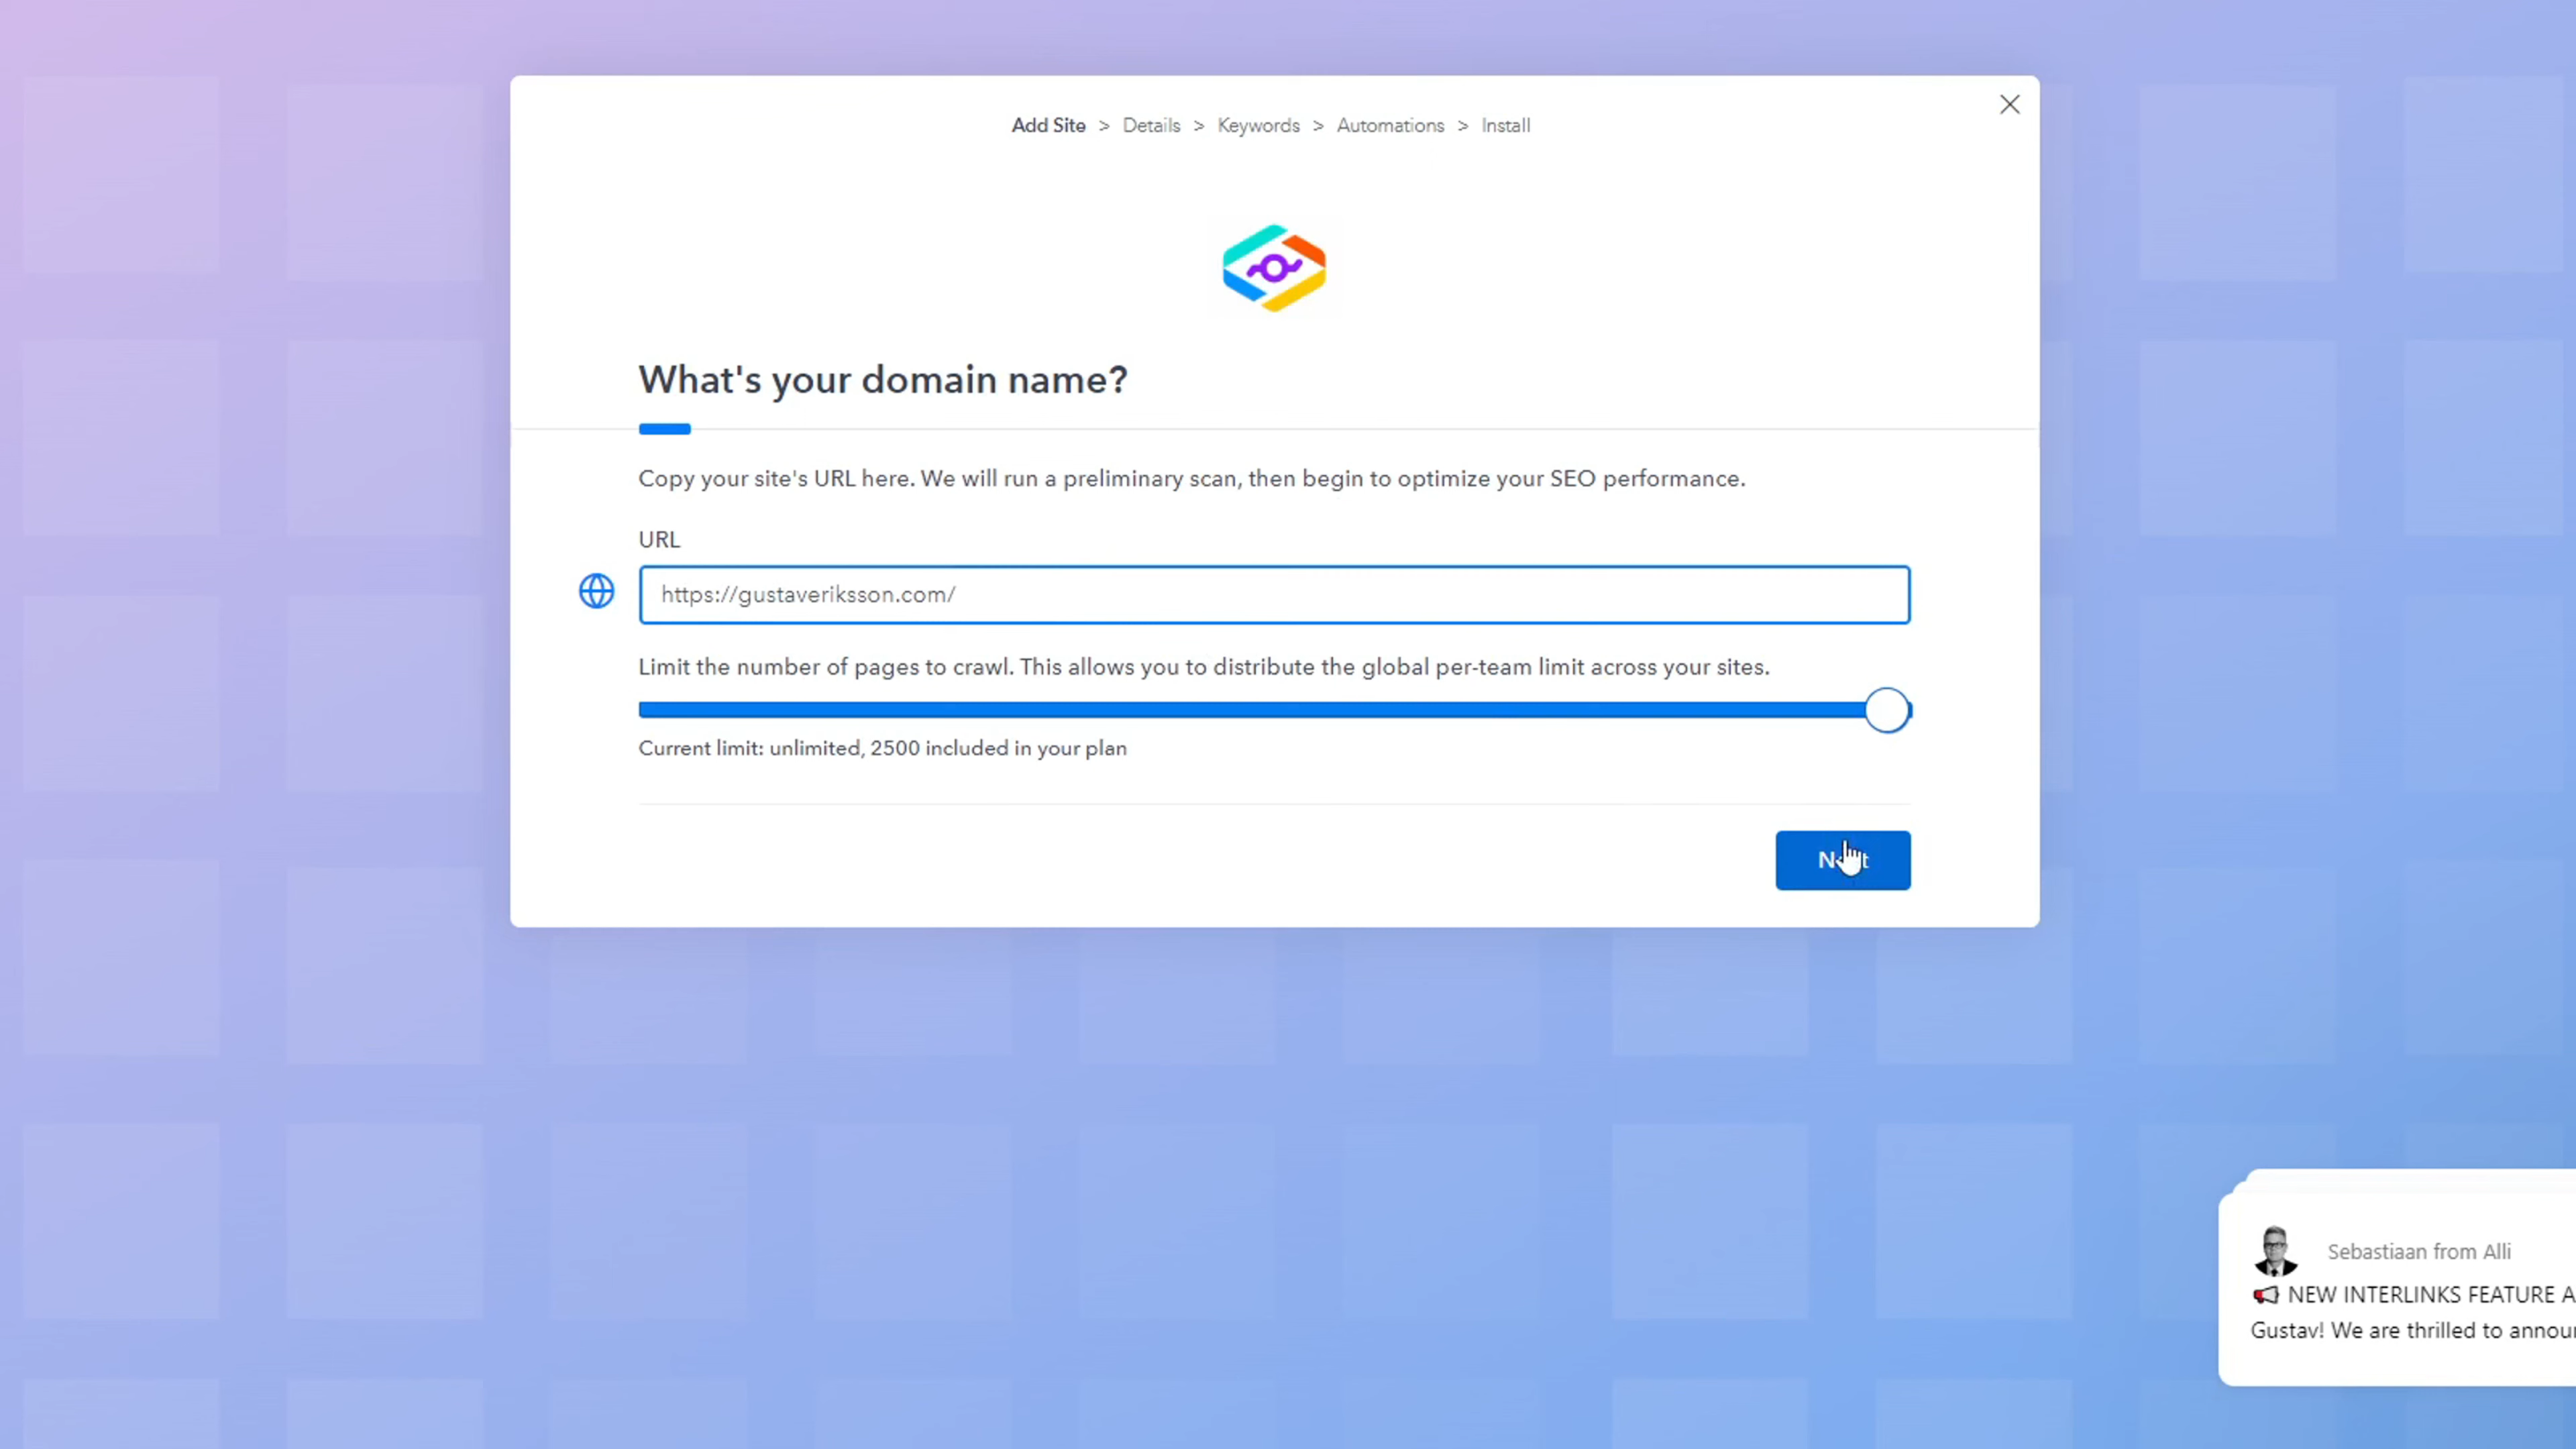 Add Site > Details > Keywords > Automations > Install
What's your domain name?
Copy your site's URL here. We will run a preliminary scan, then begin to optimize your SEO performance.
URL
https://gustaveriksson.com/
Limit the number of pages to crawl. This allows you to distribute the global per-team limit across your sites.
Current limit: unlimited, 2500 included in your plan
Sebastiaan from Alli
NEW INTERLINKS FEATURE
Gustav! We are thrilled to